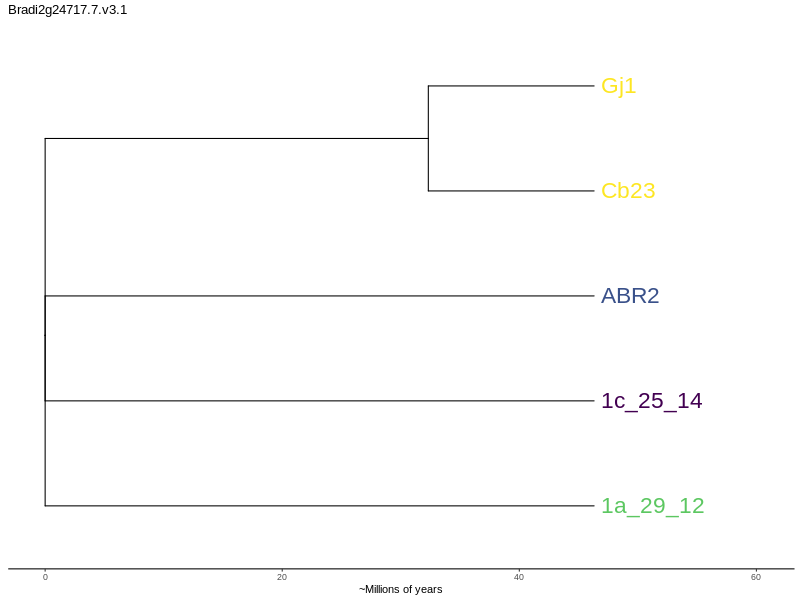 Bradi2g24717.7.v3.1
Gj1
Cb23
ABR2
1c_25_14
1a_29_12
0 20 40 60
~Millions of years